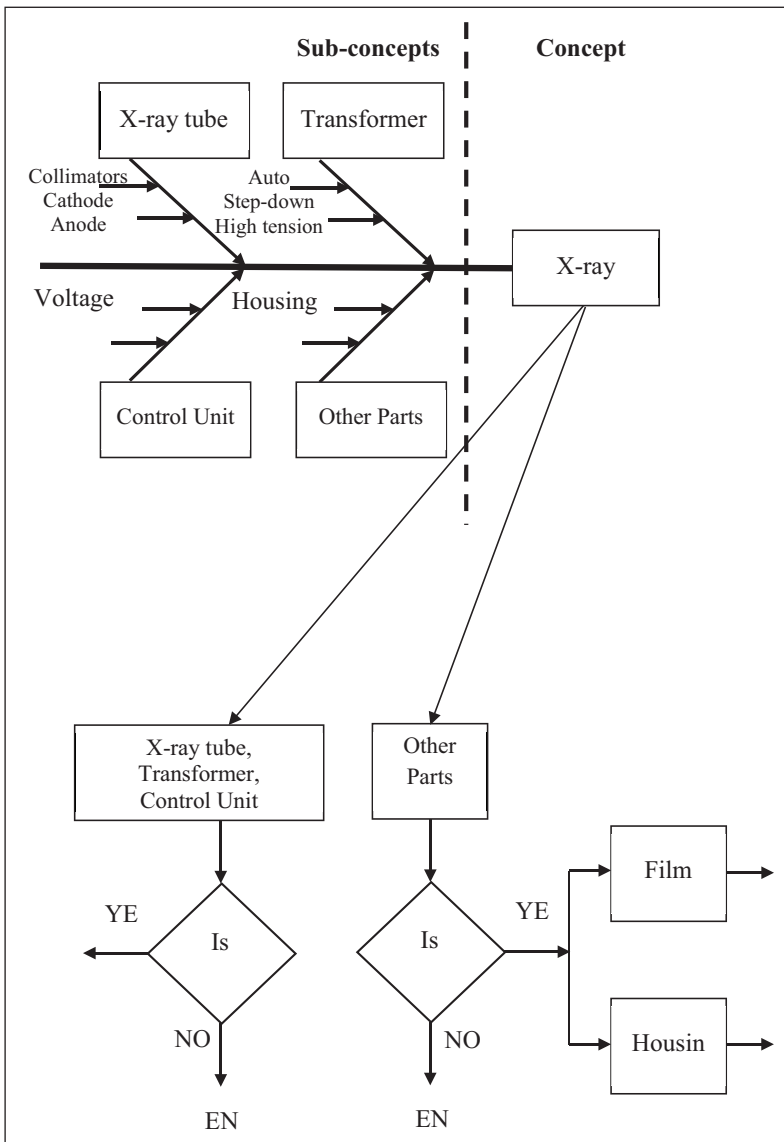 Sub-concepts
Concept
X-ray tube
Transformer
Collimators
Cathode
Anode
Auto
Step-down
High tension
X-ray
Voltage
Housing
Control Unit
Other Parts
X-ray tube,
Transformer,
Control Unit
Other
Parts
YE
Is
NO
EN
Is
YE
NO
EN
Film
Housin